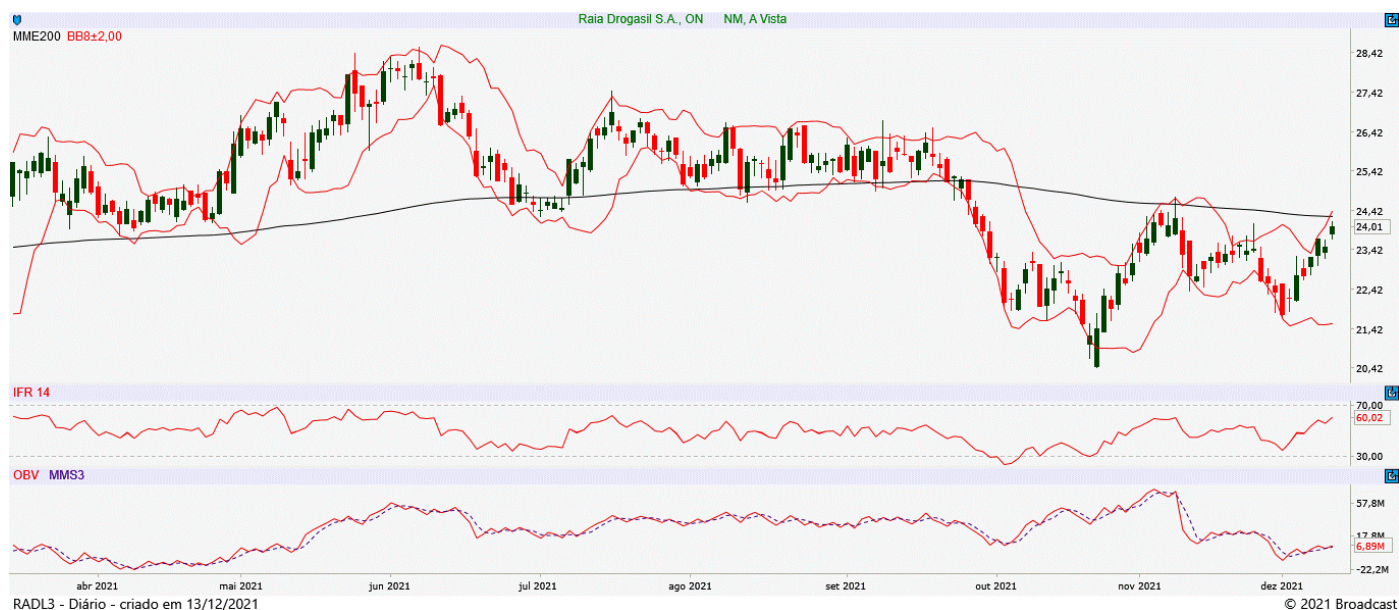 Raia Drogasil S.A., ON NM, A Vista
MME200 BB8±2,00
28,42
27,42
26,42
25,42
24,42
24,01
23,42
22,42
21,42
20,42
IFR 14
70,00
60,02
30,00
OBV MMS3
57,8M
17,8M
6,89M
-22,2M
abr 2021 mai 2021 jun 2021 jul 2021 ago 2021 set 2021 out 2021 nov 2021 dez 2021
RADL3 - Diário - criado em 13/12/2021 © 2021 Broadcast